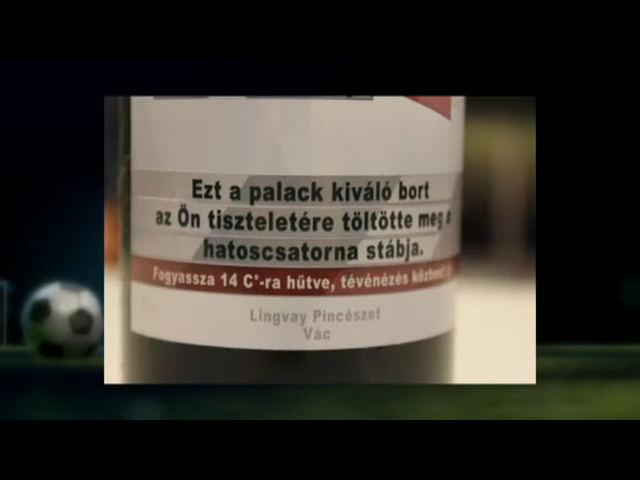 Ezt a palack kiváló bort
az Ön tiszteletére töltötte meg a
hatoscsatorna stábja.
Fogyassza 14 C°-ra hűtve, tévénézés közben
Lingvay Pincészet
Vác